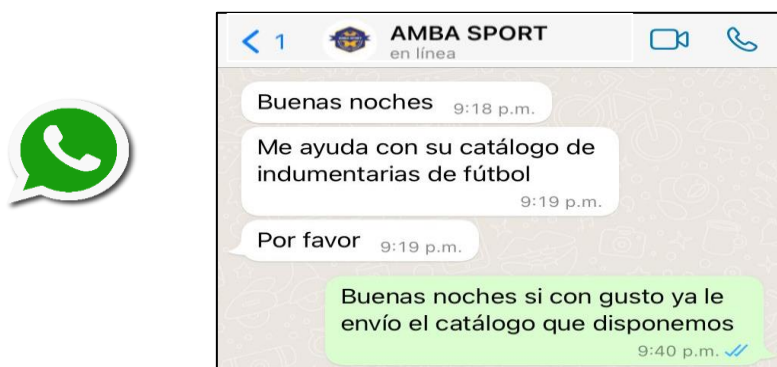 1
AMBA SPORT
en línea
Buenas noches 9:18 p.m.
Me ayuda con su catálogo de
indumentarias de fútbol
9:19 p.m.
Por favor 9:19 p.m.
Buenas noches si con gusto ya le
envío el catálogo que disponemos
9:40 p.m.